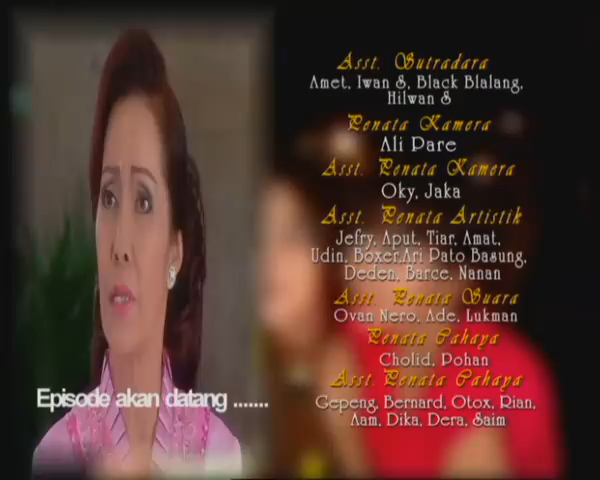 Asst. Sutradara
Amet, Iwan S, Black Blalang,
Hilwan S
Penata Kamera
Ali Pare
Asst. Penata Kamera
Oky, Jaka
Asst. Penata Artistik
Jefry, Aput, Tiar, Amat,
Udin, Boxer,Ari Pato Basung,
Deden, Barce, Nanan
Asst. Penata Suara
Ovan Nero, Ade, Lukman
Penata Cahaya
Cholid, Pohan
Asst. Penata Cahaya
Gepeng, Bernard, Otox, Rian,
Aam, Dika, Dera, Saim
Episode akan datang .......